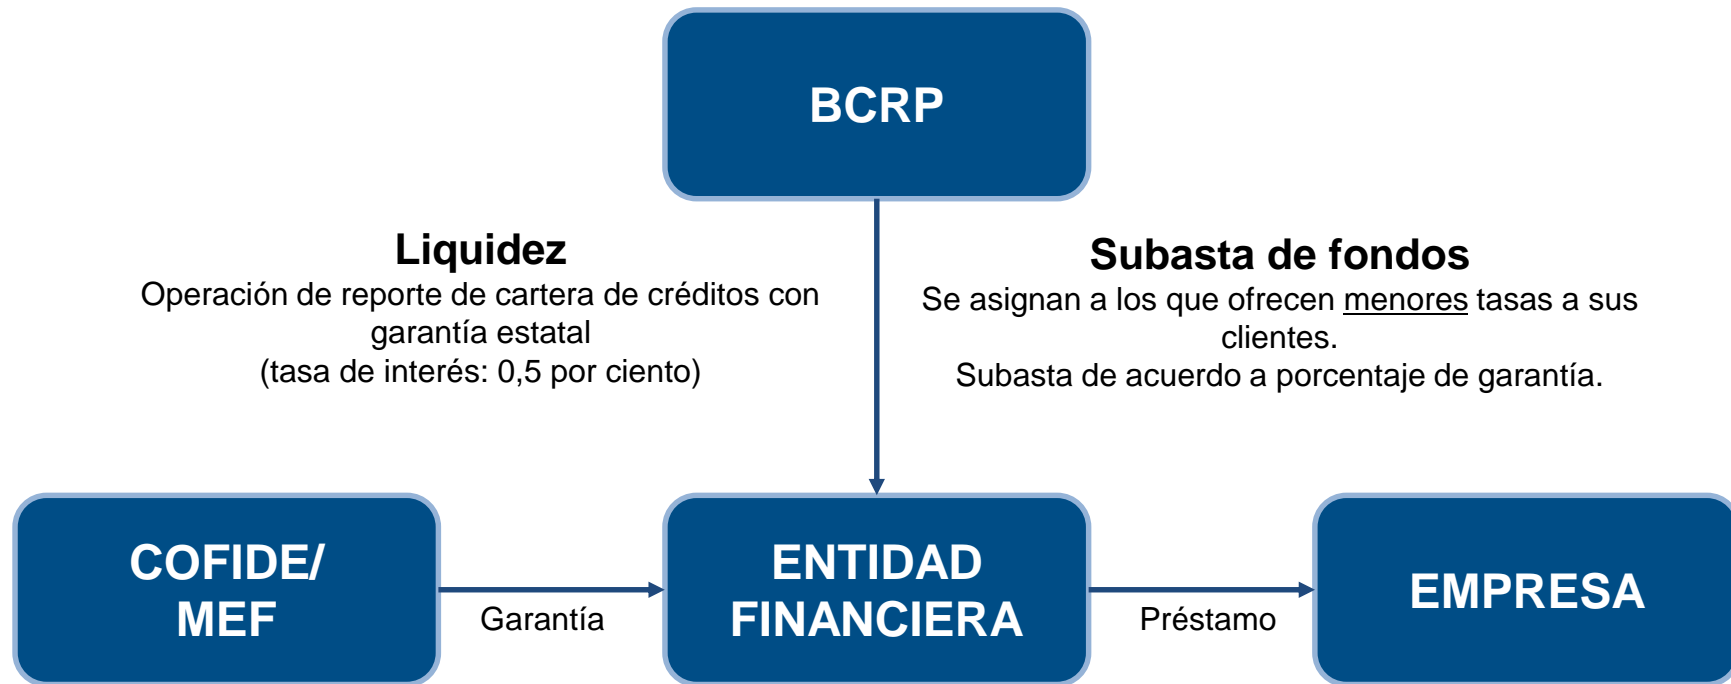 BCRP
Liquidez
Operación de reporte de cartera de créditos con
garantía estatal
(tasa de interés: 0,5 por ciento)
Subasta de fondos
Se asignan a los que ofrecen menores tasas a sus
clientes.
Subasta de acuerdo a porcentaje de garantía.
COFIDE/
MEF
Garantía
ENTIDAD
FINANCIERA
Préstamo
EMPRESA